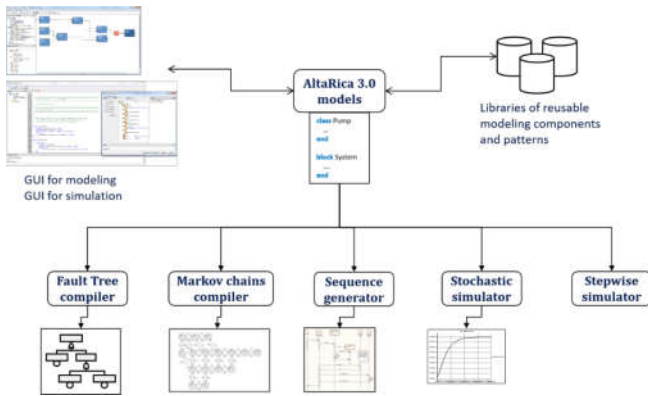 AltaRica 3.0
models
class Pump
...
end
block System
...
end
Libraries of reusable
modeling components
and patterns
GUI for modeling
GUI for simulation
Fault Tree
compiler
Markov chains
compiler
Sequence
generator
Stochastic
simulator
Stepwise
simulator